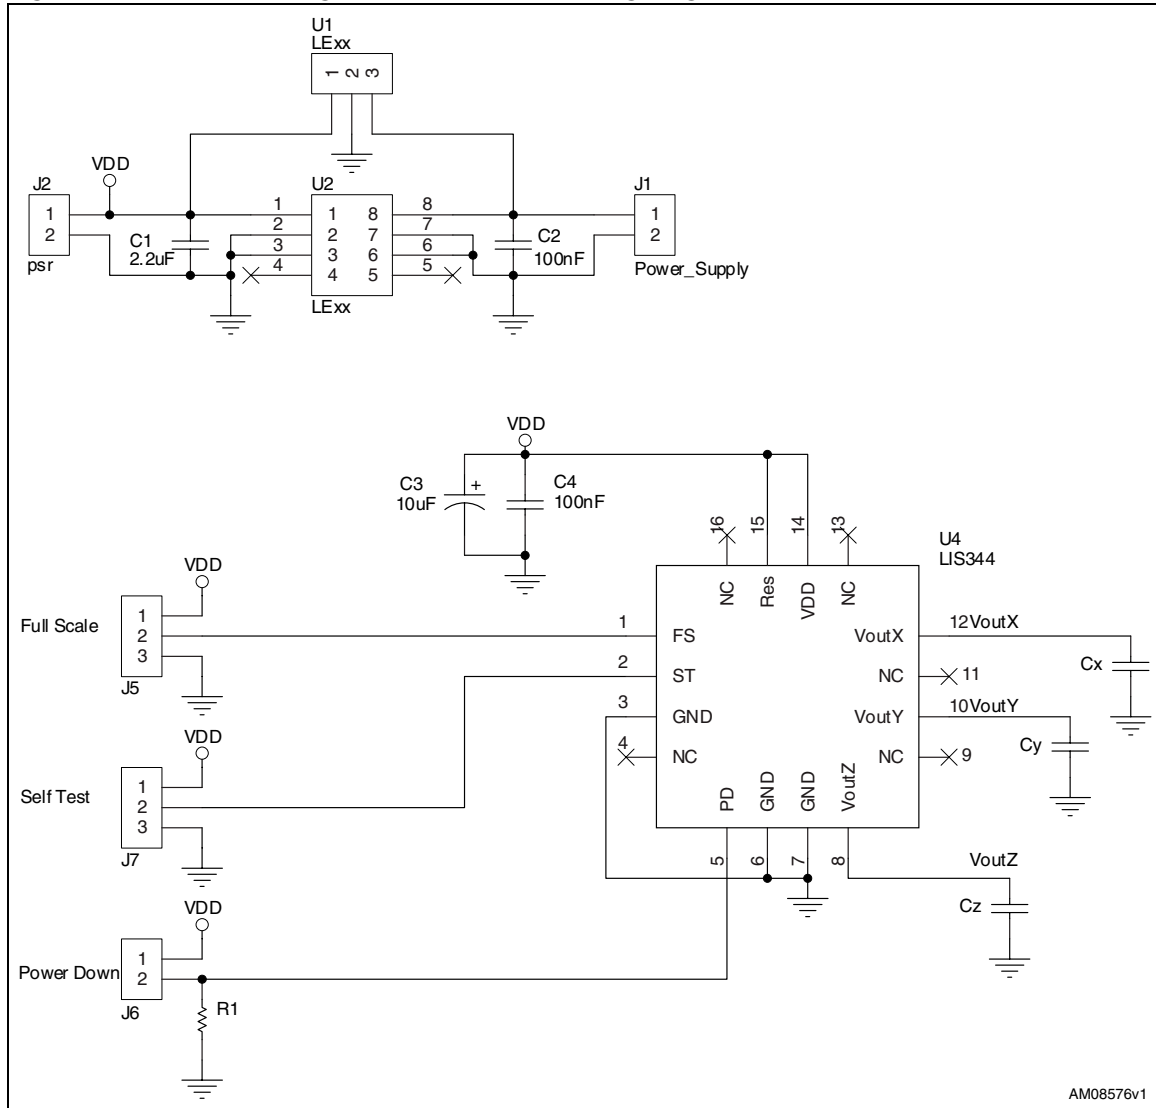 U1
LExx
1 2 3
VDD
J2
1
2
psr
C1
2.2uF
U2
1 8
2 7
3 6
4 5
1
2
3
4
8
7
6
5
LExx
C2
100nF
J1
1
2
Power_Supply
VDD
C3
+
10uF
C4
100nF
16 15 14 13
U4
LIS344
NC Res VDD NC
Full Scale
VDD
1
2
3
J5
1
FS
2
ST
3
GND
4
NC
VoutX
12VoutX
NC
11
VoutY
10VoutY
NC
9
Cx
Cy
Self Test
VDD
1
2
3
J7
PD GND GND VoutZ
5 6 7 8
VoutZ
Cz
Power Down
VDD
1
2
J6
R1
AM08576v1